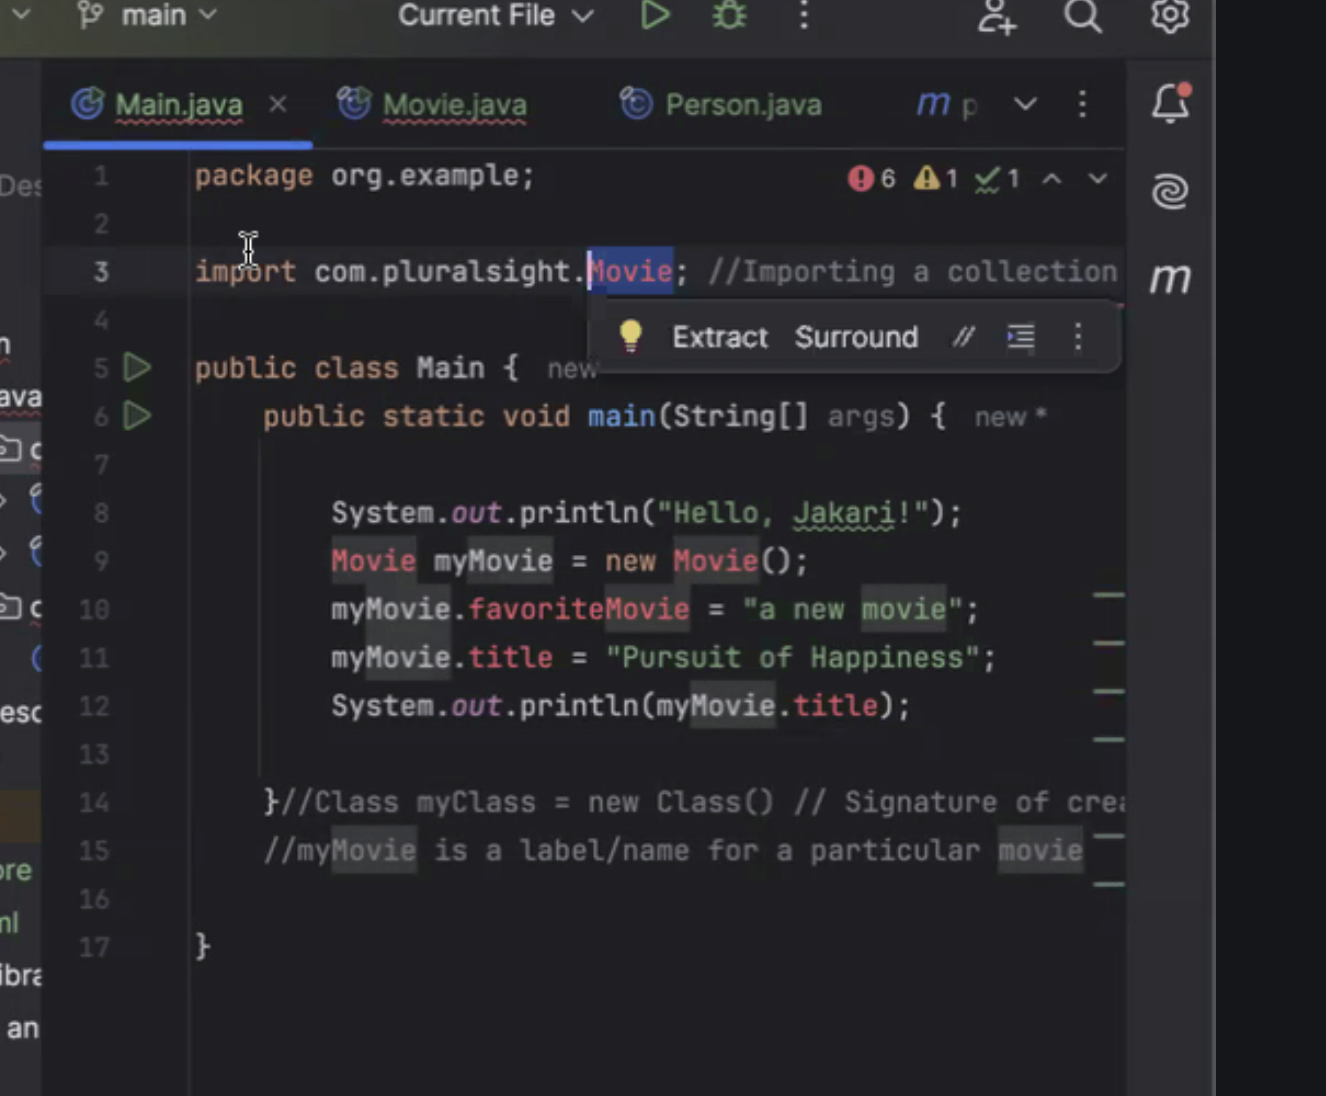 main
Current File
Main.java
Movie.java
Person.java
m p
1 package org.example; 6 1 1
2
3 import com.pluralsight.Movie; //Importing a collection
4
Extract Surround //
5 public class Main { new
6 public static void main(String[] args) { new *
7
8 System.out.println("Hello, Jakari!");
9 Movie myMovie = new Movie();
10 myMovie.favoriteMovie = "a new movie";
11 myMovie.title = "Pursuit of Happiness";
12 System.out.println(myMovie.title);
13
14 }//Class myClass = new Class() // Signature of crea
15 //myMovie is a label/name for a particular movie
16
17 }
m
Des
n
ava
c
c
esc
ore
ml
ibra
an